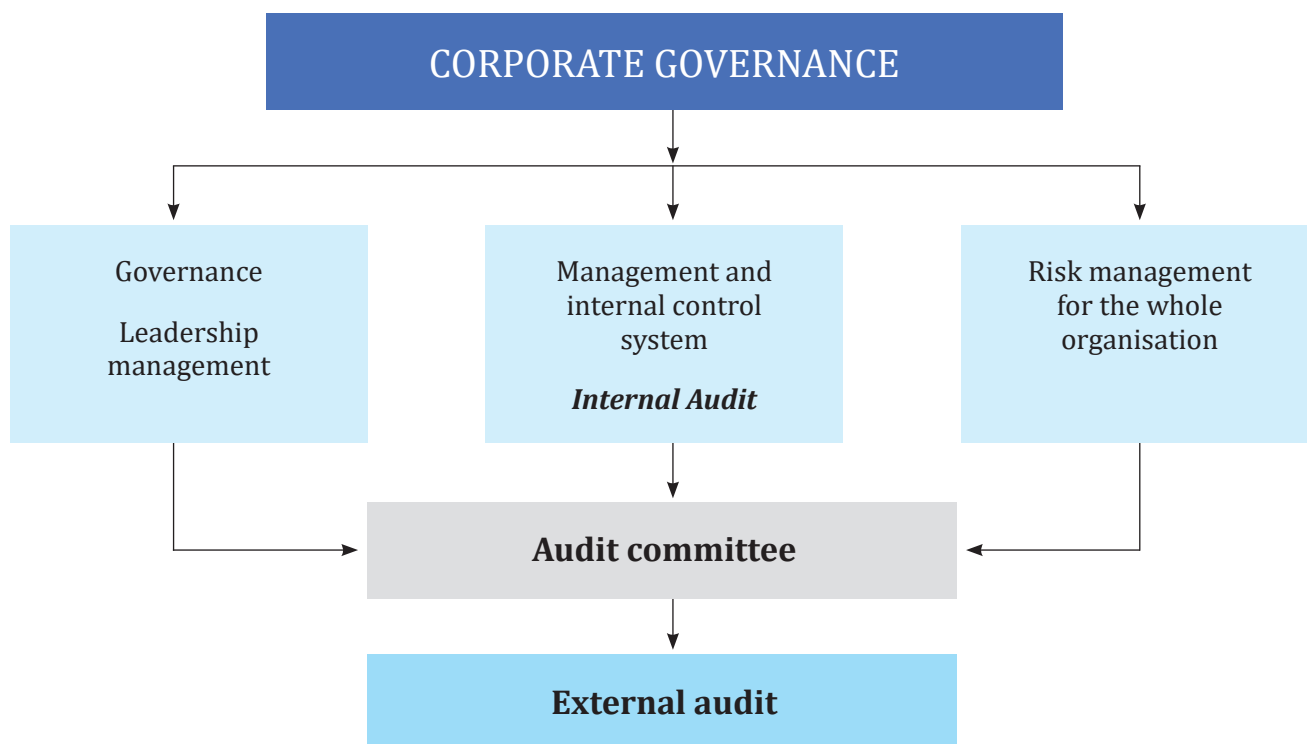 CORPORATE GOVERNANCE
Governance
Leadership
management
Management and
internal control
system
Internal Audit
Risk management
for the whole
organisation
Audit committee
External audit